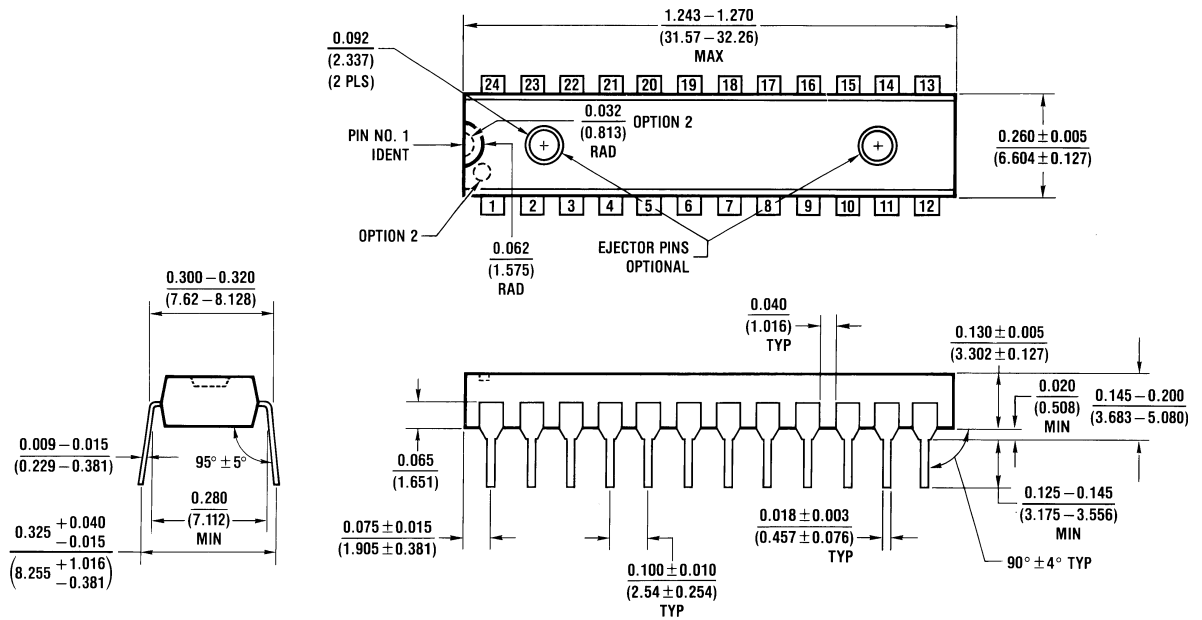 1.243 – 1.270
(31.57 – 32.26)
MAX
0.092
(2.337)
(2 PLS)
24 23 22 21 20 19 18 17 16 15 14 13
0.032
(0.813)
RAD
OPTION 2
PIN NO. 1
IDENT
0.260 ± 0.005
(6.604 ± 0.127)
1 2 3 4 5 6 7 8 9 10 11 12
OPTION 2
0.062
(1.575)
RAD
EJECTOR PINS
OPTIONAL
0.300 – 0.320
(7.62 – 8.128)
0.009 – 0.015
(0.229 – 0.381)
95° ± 5°
0.280
(7.112)
MIN
0.325 +0.040
–0.015
(8.255 +1.016
–0.381)
0.040
(1.016)
TYP
0.130 ± 0.005
(3.302 ± 0.127)
0.020
(0.508)
MIN
0.145 – 0.200
(3.683 – 5.080)
0.065
(1.651)
0.075 ± 0.015
(1.905 ± 0.381)
0.100 ± 0.010
(2.54 ± 0.254)
TYP
0.018 ± 0.003
(0.457 ± 0.076)
TYP
0.125 – 0.145
(3.175 – 3.556)
MIN
90° ± 4° TYP